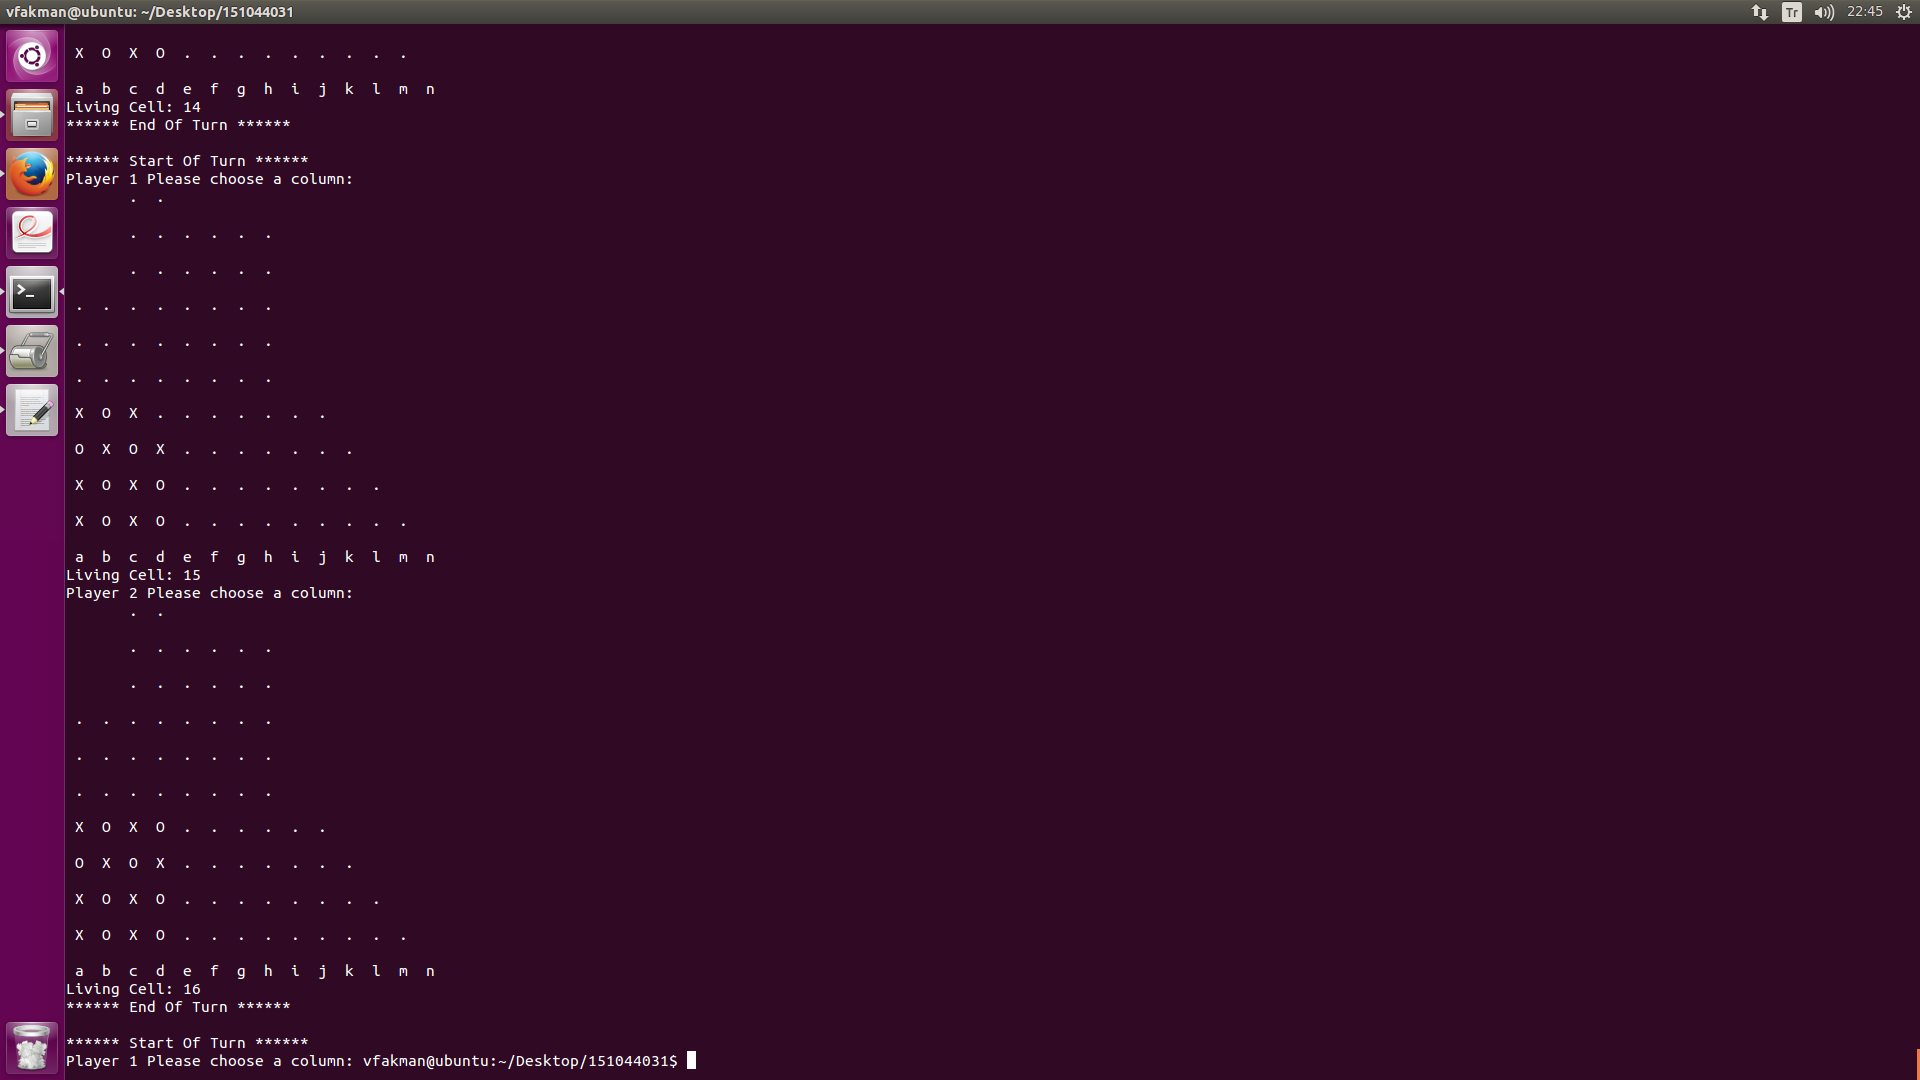 vfakman@ubuntu: ~/Desktop/151044031
Tr
22:45
X O X O . . . . . . . . .
a b c d e f g h i j k l m n
Living Cell: 14
****** End Of Turn ******
****** Start Of Turn ******
Player 1 Please choose a column:
. .
. . . . . .
. . . . . .
. . . . . . . .
. . . . . . . .
. . . . . . . .
X O X . . . . . . .
O X O X . . . . . . .
X O X O . . . . . . . .
X O X O . . . . . . . . .
a b c d e f g h i j k l m n
Living Cell: 15
Player 2 Please choose a column:
. .
. . . . . .
. . . . . .
. . . . . . . .
. . . . . . . .
. . . . . . . .
X O X O . . . . . .
O X O X . . . . . . .
X O X O . . . . . . . .
X O X O . . . . . . . . .
a b c d e f g h i j k l m n
Living Cell: 16
****** End Of Turn ******
****** Start Of Turn ******
Player 1 Please choose a column: vfakman@ubuntu:~/Desktop/151044031$